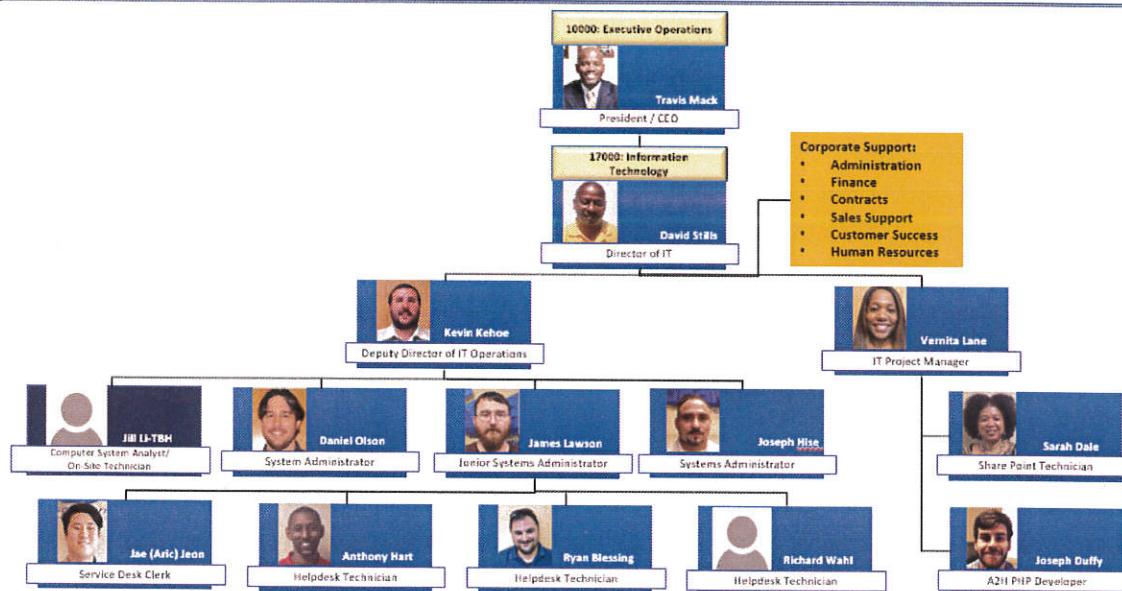 10000: Executive Operations
Travis Mack
President / CEO
17000: Information
Technology
David Stills
Director of IT
Corporate Support:
• Administration
• Finance
• Contracts
• Sales Support
• Customer Success
• Human Resources
Kevin Kehoe
Deputy Director of IT Operations
Vernita Lane
IT Project Manager
Jill LI-TBH
Computer System Analyst/
On-Site Technician
Daniel Olson
System Administrator
James Lawson
Junior Systems Administrator
Joseph Hise
Systems Administrator
Sarah Dale
Share Point Technician
Jae (Aric) Jeon
Service Desk Clerk
Anthony Hart
Helpdesk Technician
Ryan Blessing
Helpdesk Technician
Richard Wahl
Helpdesk Technician
Joseph Duffy
A2H PHP Developer